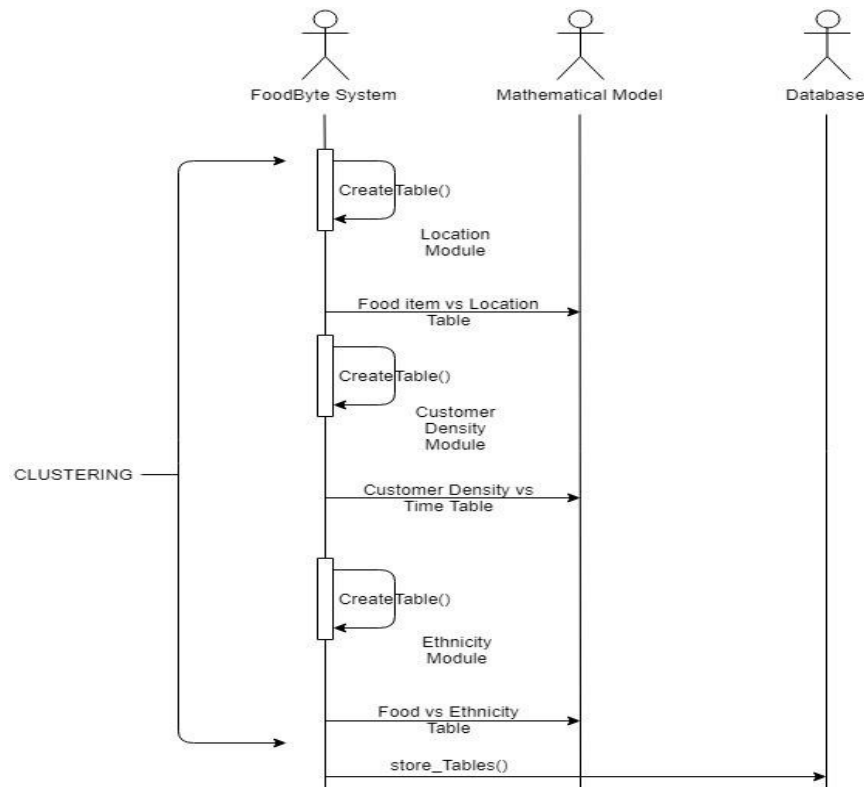 FoodByte System
Mathematical Model
Database
CreateTable()
Location
Module
Food item vs Location
Table
CreateTable()
Customer
Density
Module
CLUSTERING
Customer Density vs
Time Table
CreateTable()
Ethnicity
Module
Food vs Ethnicity
Table
store_Tables()